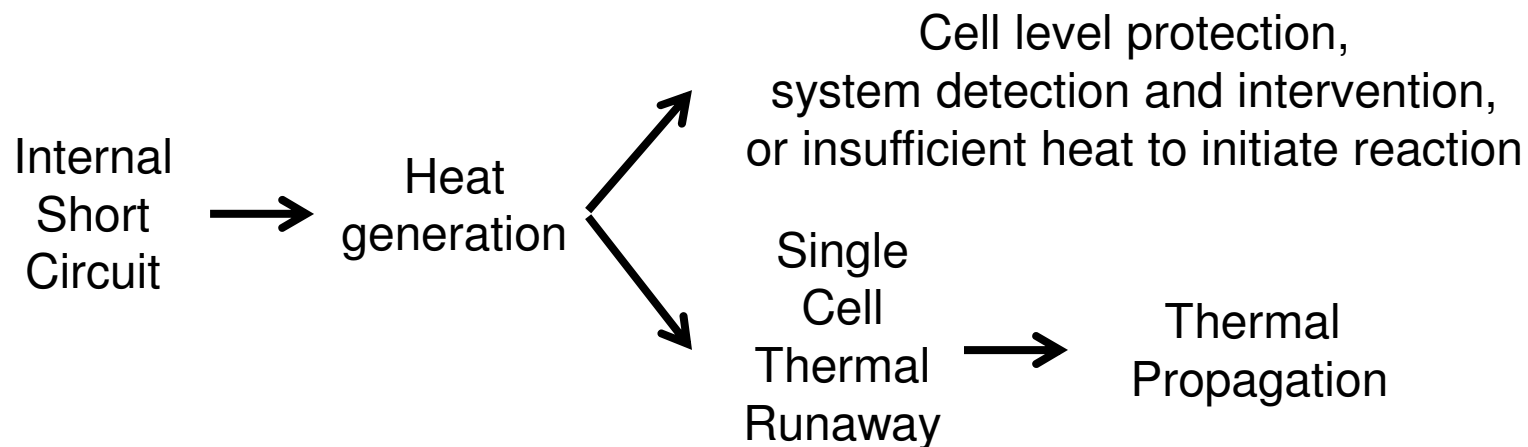 Internal
Short
Circuit
Heat
generation
Cell level protection,
system detection and intervention,
or insufficient heat to initiate reaction
Single
Cell
Thermal
Runaway
Thermal
Propagation